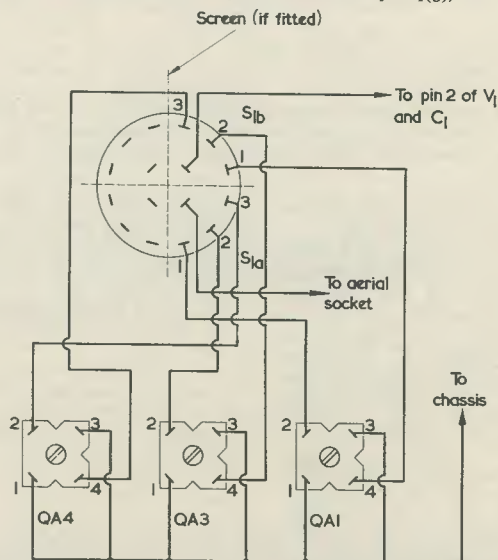 Screen (if fitted)
3
S1b
2
To pin 2 of V1
and C1
1
3
2
S1a
1
To aerial
socket
To
chassis
2
3
1
4
QA4
2
3
1
4
QA3
2
3
1
4
QA1